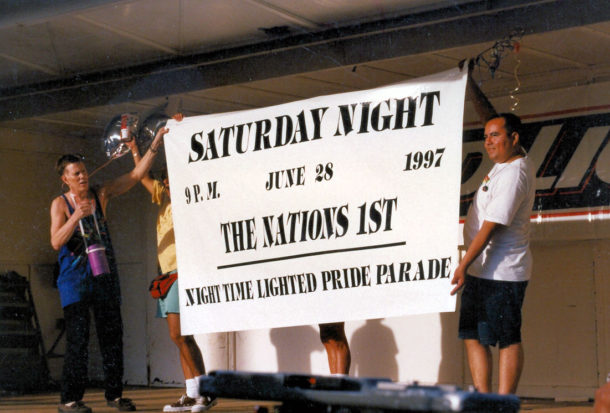 SATURDAY NIGHT
9 P.M. JUNE 28 1997
THE NATIONS 1ST
NIGHT TIME LIGHTED PRIDE PARADE